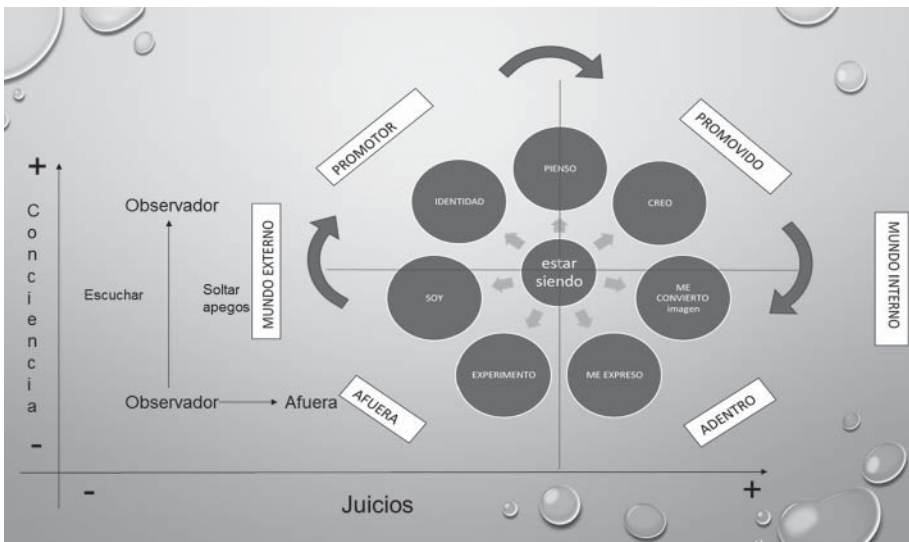 +
Conciencia
-
Observador
Escuchar
Soltar
apegos
Observador
Afuera
MUNDO EXTERNO
PROMOTOR
PROMOVIDO
MUNDO INTERNO
AFUERA
ADENTRO
PIENSO
CREO
ME
CONVIERTO
imagen
ME EXPRESO
EXPERIMENTO
SOY
IDENTIDAD
estar
siendo
-
Juicios
+